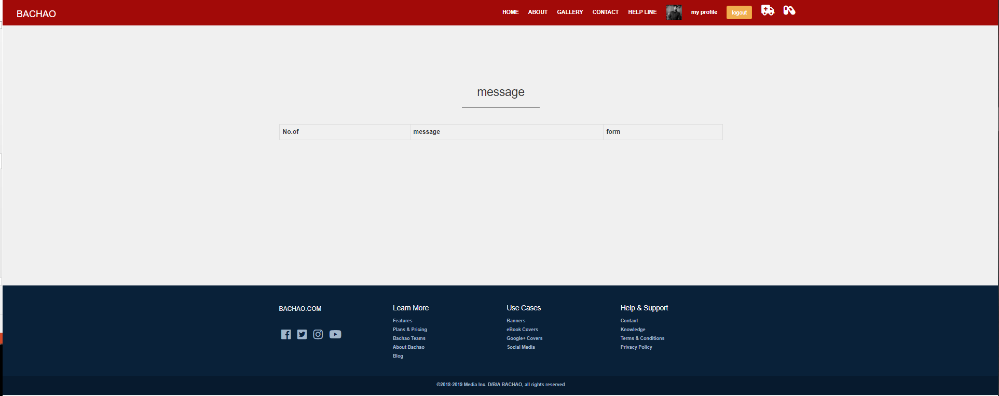 BACHAO
HOME ABOUT GALLERY CONTACT HELP LINE my profile logout
message
No.of message form
BACHAO.COM
Learn More
Features
Plans & Pricing
Bachao Teams
About Bachao
Blog
Use Cases
Banners
eBook Covers
Google+ Covers
Social Media
Help & Support
Contact
Knowledge
Terms & Conditions
Privacy Policy
©2018-2019 Media Inc. D/B/A BACHAO, all rights reserved